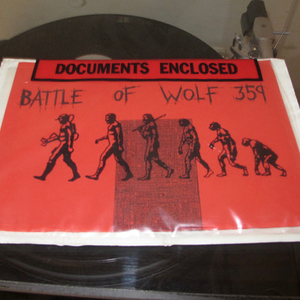 DOCUMENTS ENCLOSED
BATTLE OF WOLF 359